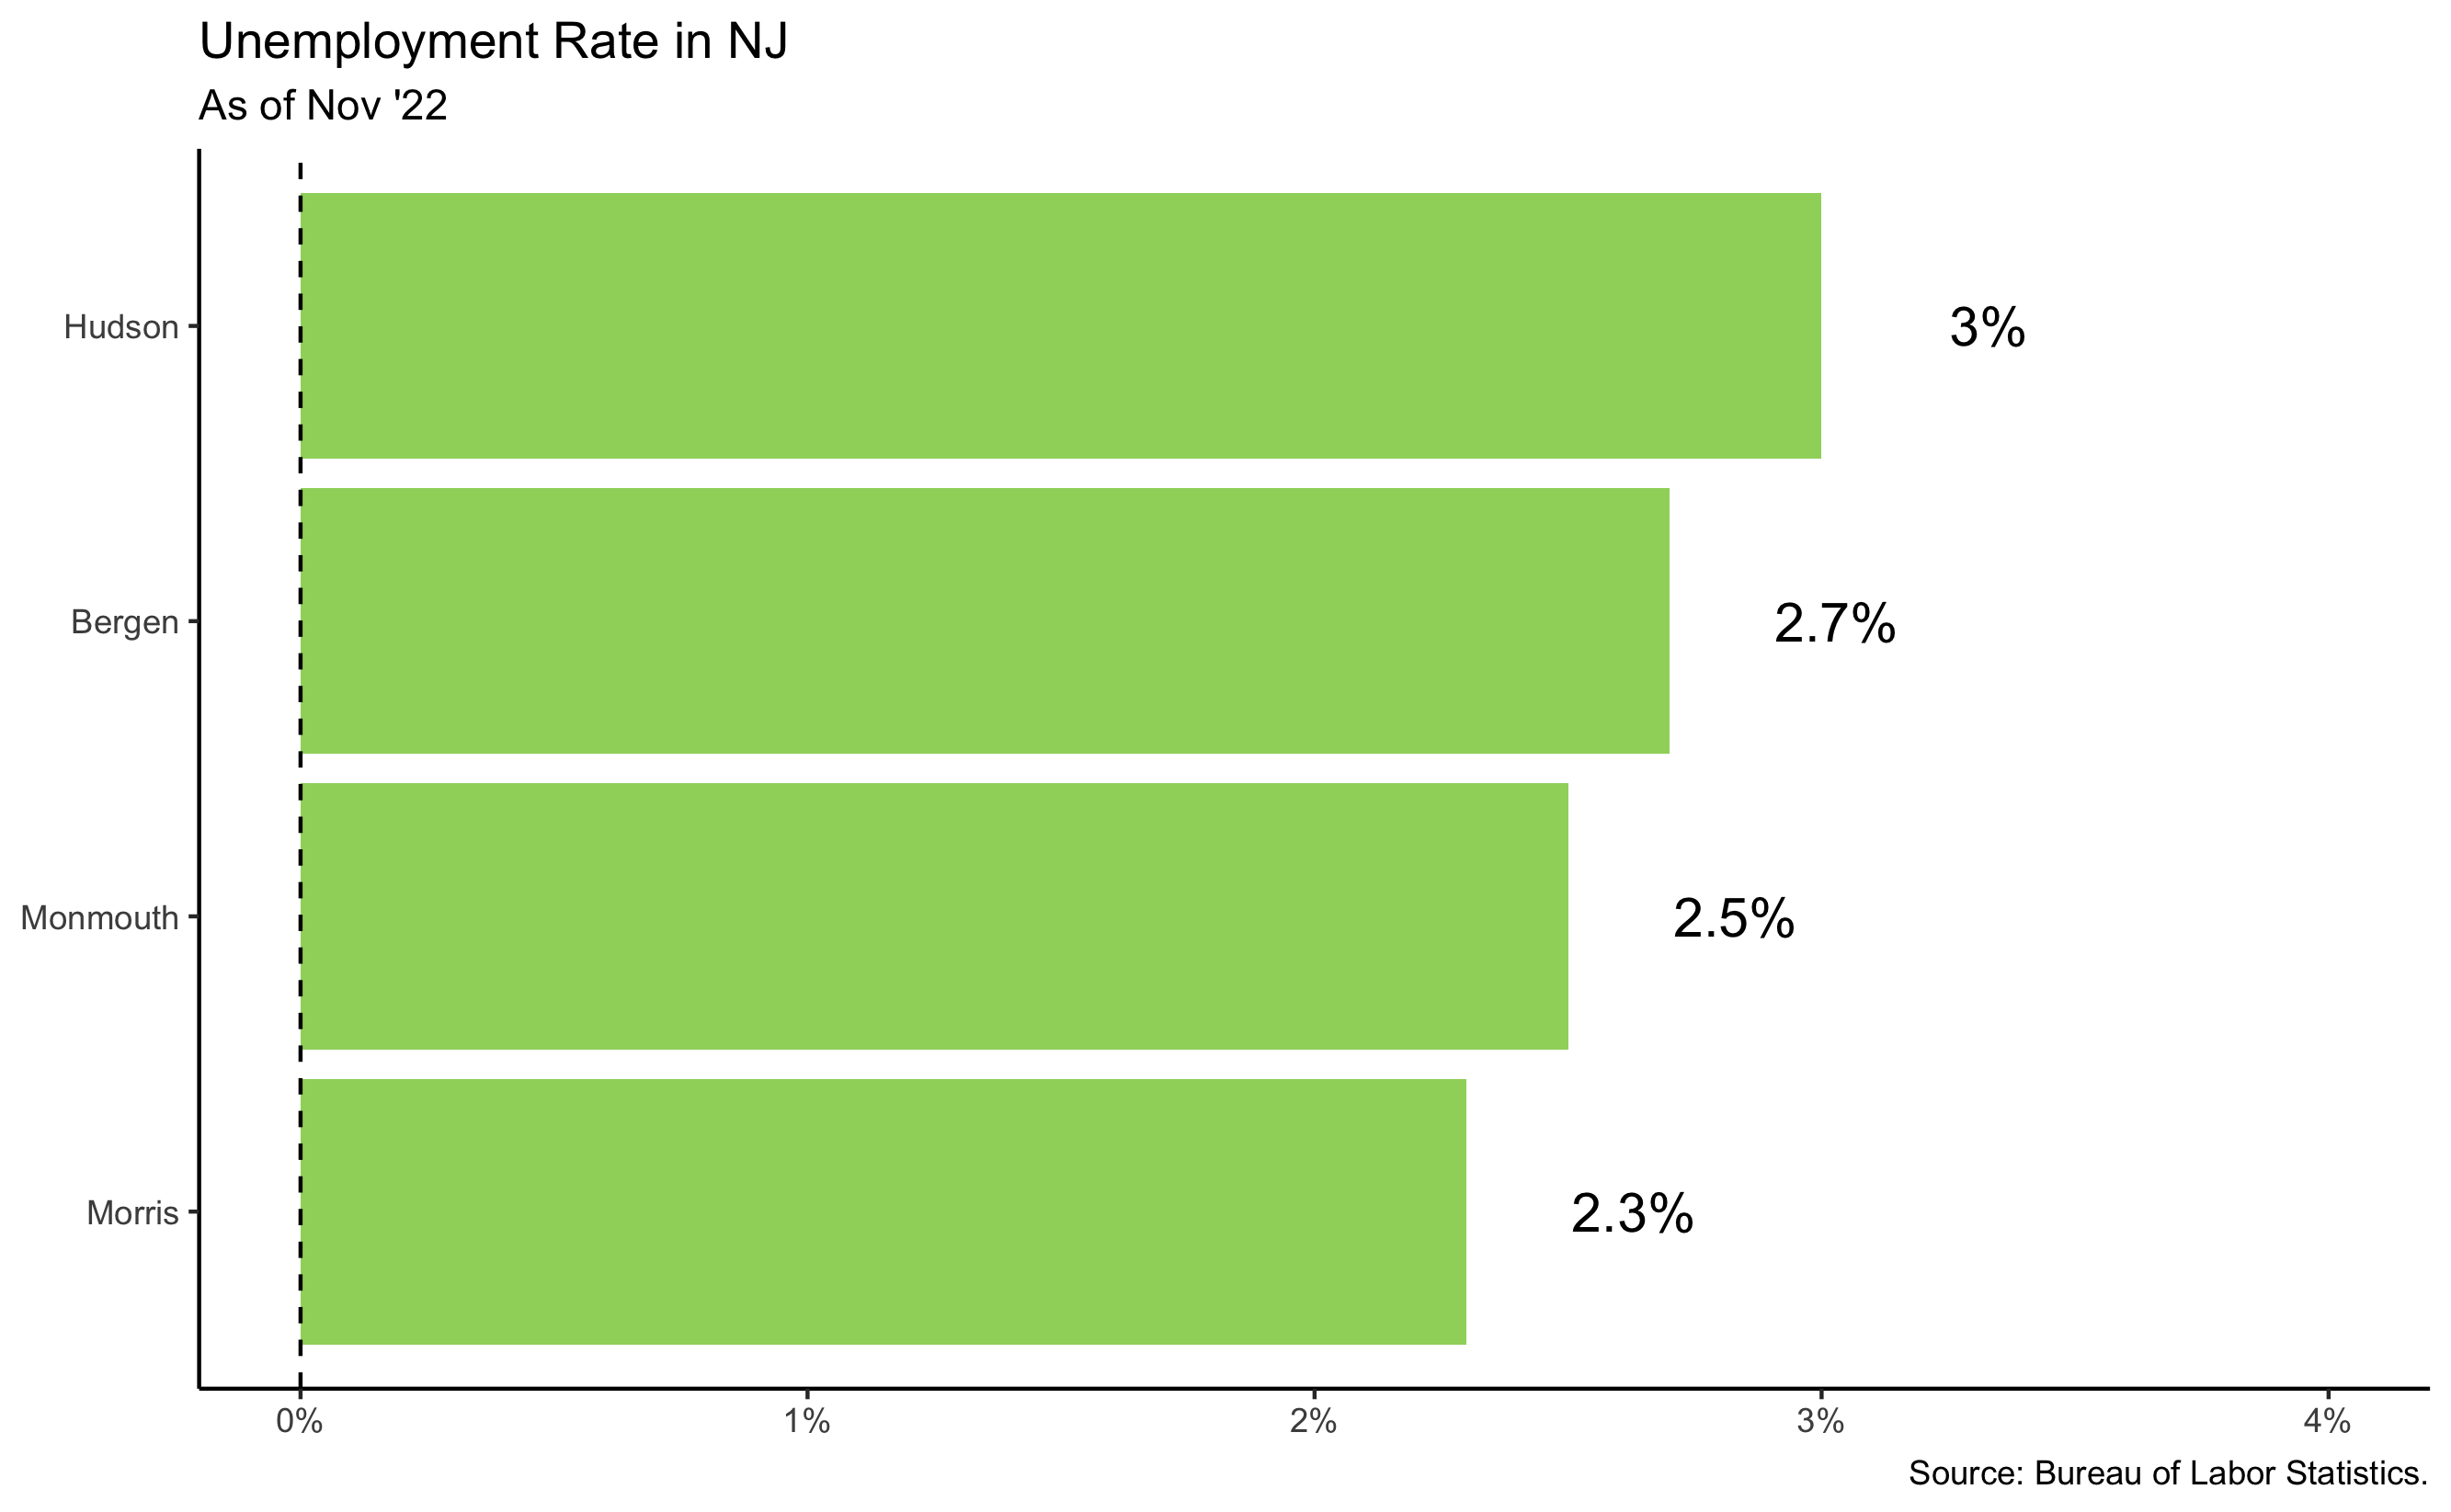 Unemployment Rate in NJ
As of Nov '22
Hudson
3%
Bergen
2.7%
Monmouth
2.5%
Morris
2.3%
0% 1% 2% 3% 4%
Source: Bureau of Labor Statistics.